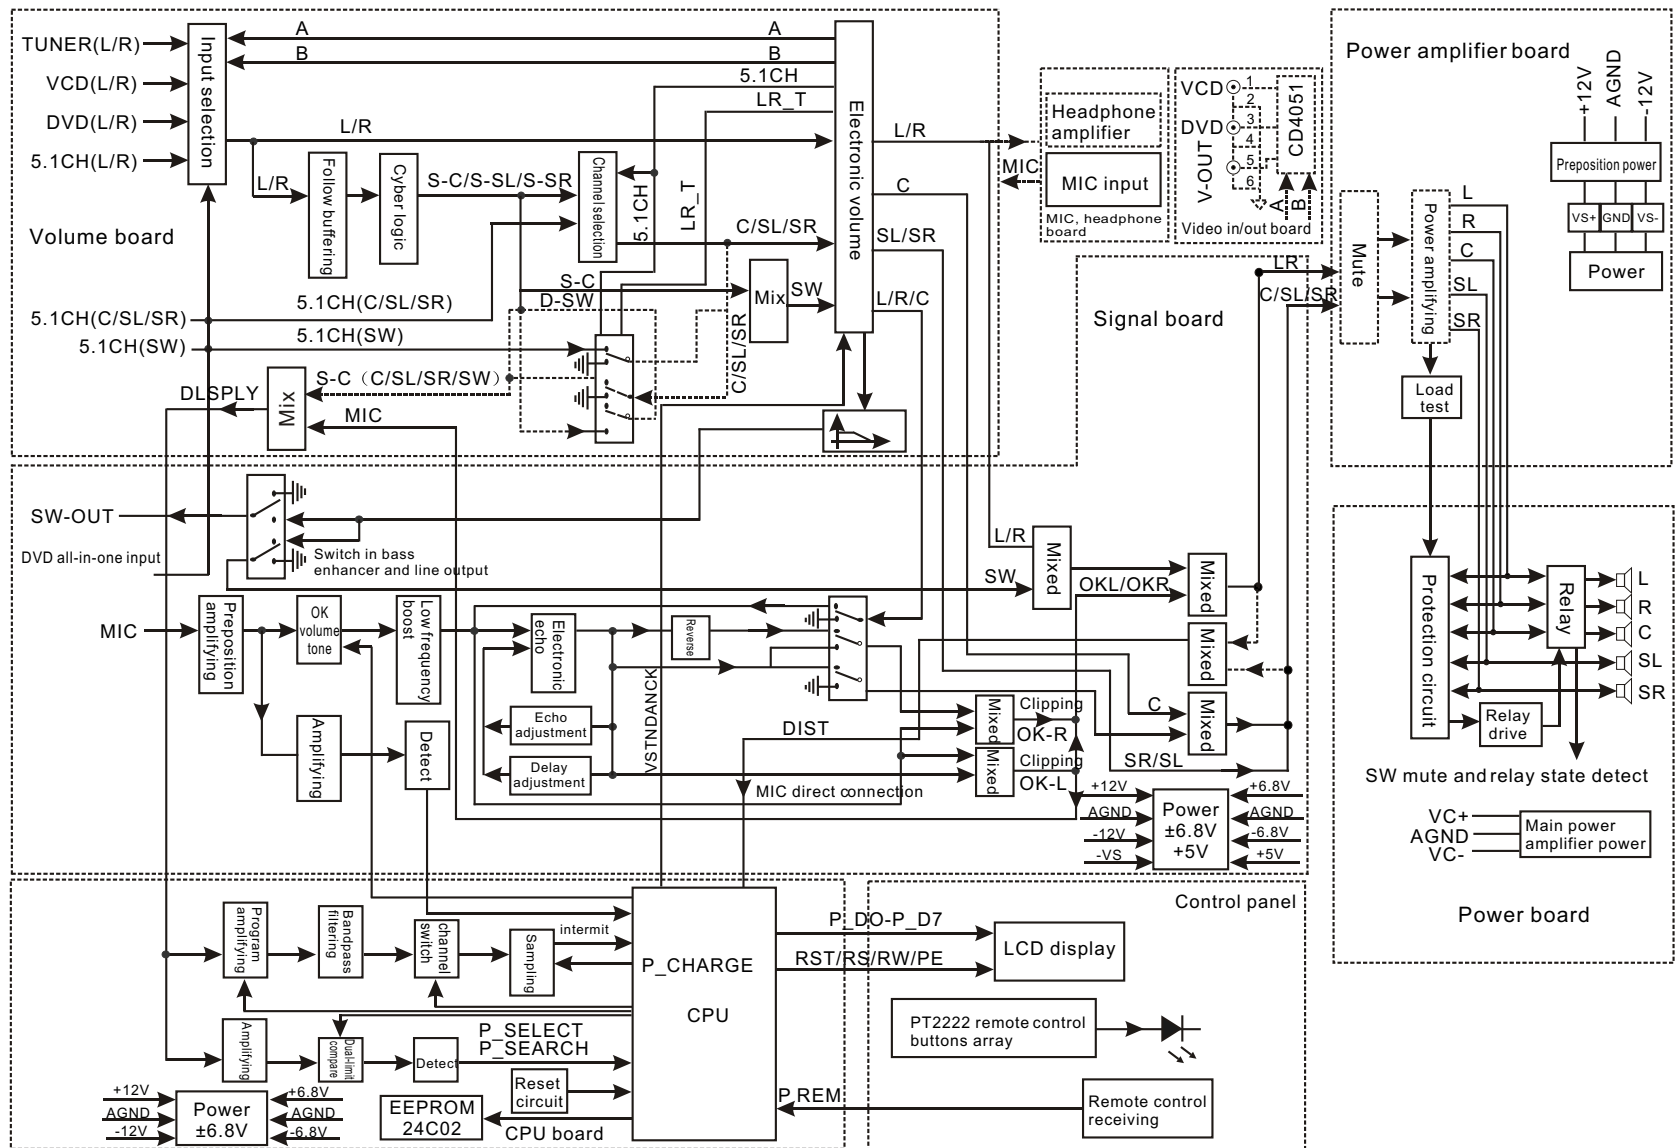 TUNER(L/R)
VCD(L/R)
DVD(L/R)
5.1CH(L/R)
Input selection
A
A
B
B
5.1CH
LR_T
L/R
L/R
Follow buffering
Cyber logic
S-C/S-SL/S-SR
Channel selection
5.1CH
LR_T
C/SL/SR
Electronic volume
Volume board
S-C
D-SW
Mix
SW
C/SL/SR
5.1CH(C/SL/SR)
5.1CH(C/SL/SR)
5.1CH(SW)
5.1CH(SW)
S-C（C/SL/SR/SW）
DLSPLY
Mix
MIC
L/R
C
SL/SR
L/R/C
MIC
Headphone
amplifier
MIC input
MIC, headphone
board
VCD
DVD
V-OUT
1
2
3
4
5
6
CD4051
A
B
Video in/out board
Power amplifier board
+12V
AGND
-12V
Preposition power
VS+
GND
VS-
Power
Mute
Power amplifying
L
R
C
SL
SR
LR
C/SL/SR
Load
test
Signal board
SW-OUT
DVD all-in-one input
Switch in bass
enhancer and line output
L/R
SW
Mixed
OKL/OKR
Mixed
Mixed
Mixed
C
SR/SL
MIC
Preposition
amplifying
OK
volume
tone
Low frequency
boost
Electronic
echo
Reverse
Echo
adjustment
Delay
adjustment
Amplifying
Detect
VSTNDANCK
DIST
MIC direct connection
Mixed
Clipping
OK-R
Mixed
Clipping
OK-L
+12V
AGND
-12V
-VS
Power
±6.8V
+5V
+6.8V
AGND
-6.8V
+5V
Protection circuit
Relay
L
R
C
SL
SR
Relay
drive
SW mute and relay state detect
VC+
AGND
VC-
Main power
amplifier power
Power board
Program
amplifying
Bandpass
filtering
channel
switch
Sampling
intermit
P_CHARGE
CPU
Amplifying
Dual-limit
compare
Detect
P_SELECT
P_SEARCH
Reset
circuit
EEPROM
24C02
CPU board
+12V
AGND
-12V
Power
±6.8V
+6.8V
AGND
-6.8V
Control panel
P_DO-P_D7
RST/RS/RW/PE
LCD display
PT2222 remote control
buttons array
P_REM
Remote control
receiving